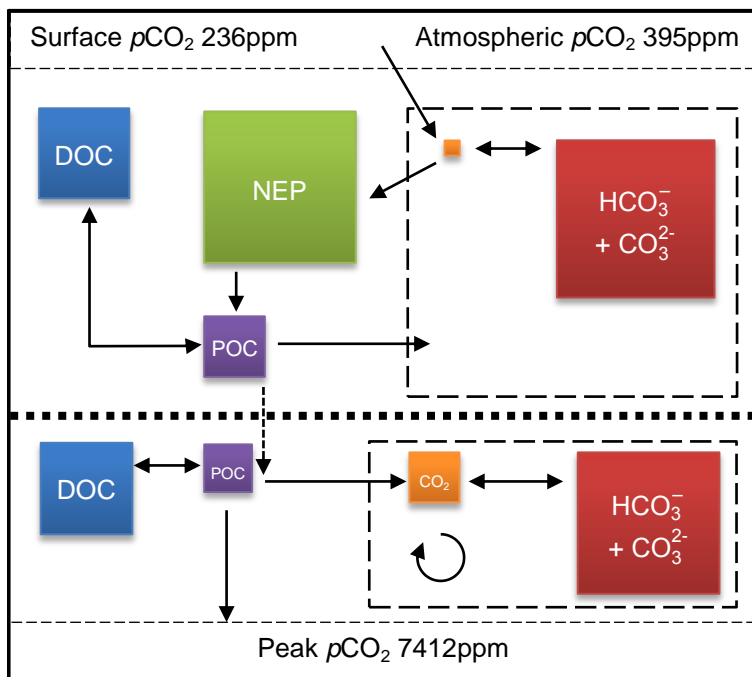 Surface pCO₂ 236ppm
Atmospheric pCO₂ 395ppm
DOC
NEP
HCO₃⁻
+ CO₃²⁻
POC
DOC
POC
CO₂
HCO₃⁻
+ CO₃²⁻
Peak pCO₂ 7412ppm